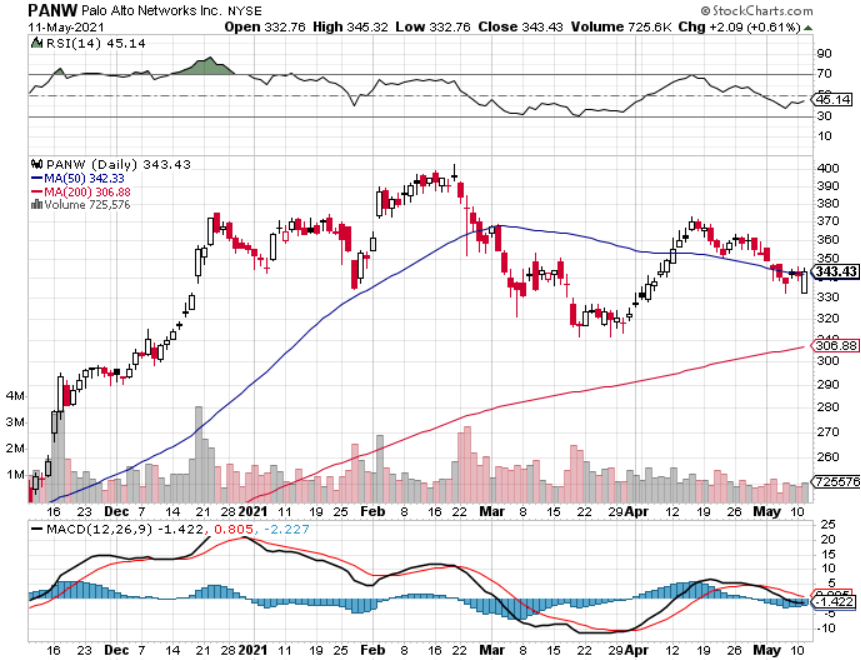 PANW Palo Alto Networks Inc. NYSE © StockCharts.com
11-May-2021 Open 332.76 High 345.32 Low 332.76 Close 343.43 Volume 725.6K Chg +2.09 (+0.61%)
RSI(14) 45.14
90
70
45.14
30
10
PANW (Daily) 343.43
MA(50) 342.33
MA(200) 306.88
Volume 725,576
400
390
380
370
360
350
343.43
330
320
306.88
300
290
4M
280
3M
270
2M
260
1M
725576
16 23 Dec 7 14 21 28 2021 11 19 25 Feb 8 16 22 Mar 8 15 22 29 Apr 12 19 26 May 10
MACD(12,26,9) -1.422, 0.805, -2.227
25
20
15
10
5
-1.422
-5
-10
16 23 Dec 7 14 21 28 2021 11 19 25 Feb 8 16 22 Mar 8 15 22 29 Apr 12 19 26 May 10